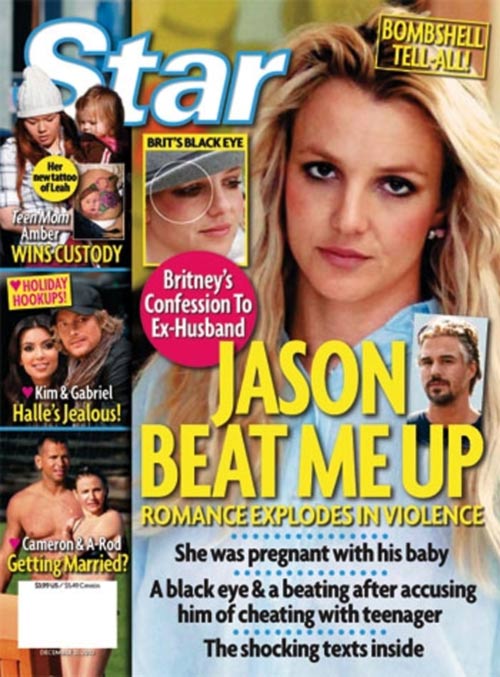 Star
BOMBSHELL
TELL-ALL!
BRIT'S BLACK EYE
Her
new tattoo
of Leah
Teen Mom
Amber
WINS CUSTODY
HOLIDAY
HOOKUPS!
Kim & Gabriel
Halle's Jealous!
Cameron & A-Rod
Getting Married?
Britney's
Confession To
Ex-Husband
JASON
BEAT ME UP
ROMANCE EXPLODES IN VIOLENCE
She was pregnant with his baby
A black eye & a beating after accusing
him of cheating with teenager
The shocking texts inside